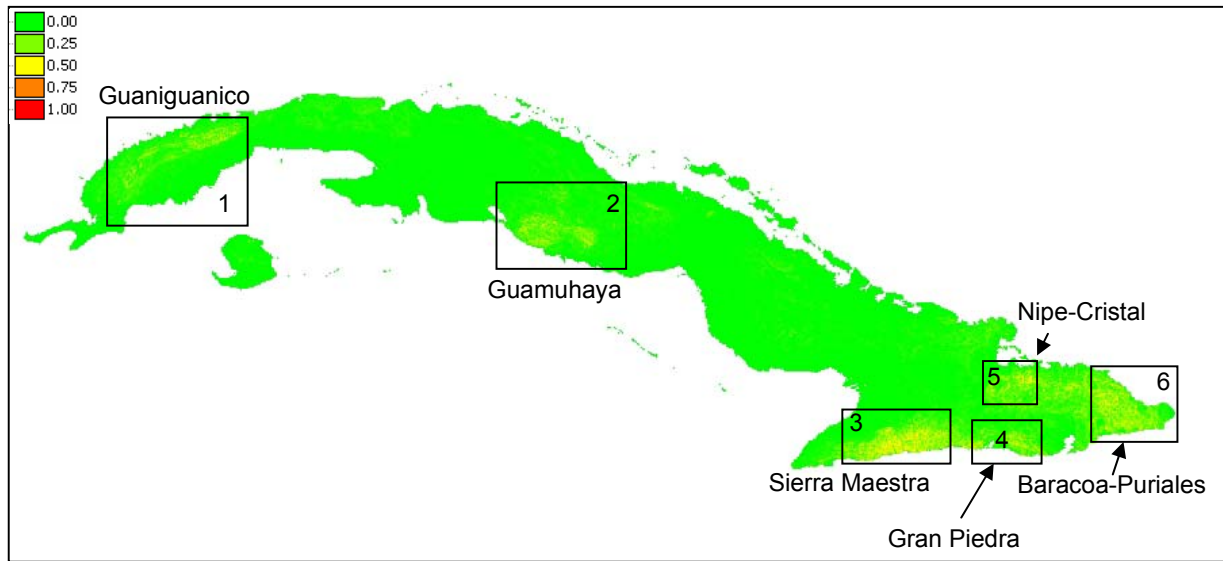 0.00
0.25
0.50
0.75
1.00
Guaniguanico
1
2
Guamuhaya
Nipe-Cristal
5
6
3
4
Sierra Maestra
Baracoa-Puriales
Gran Piedra